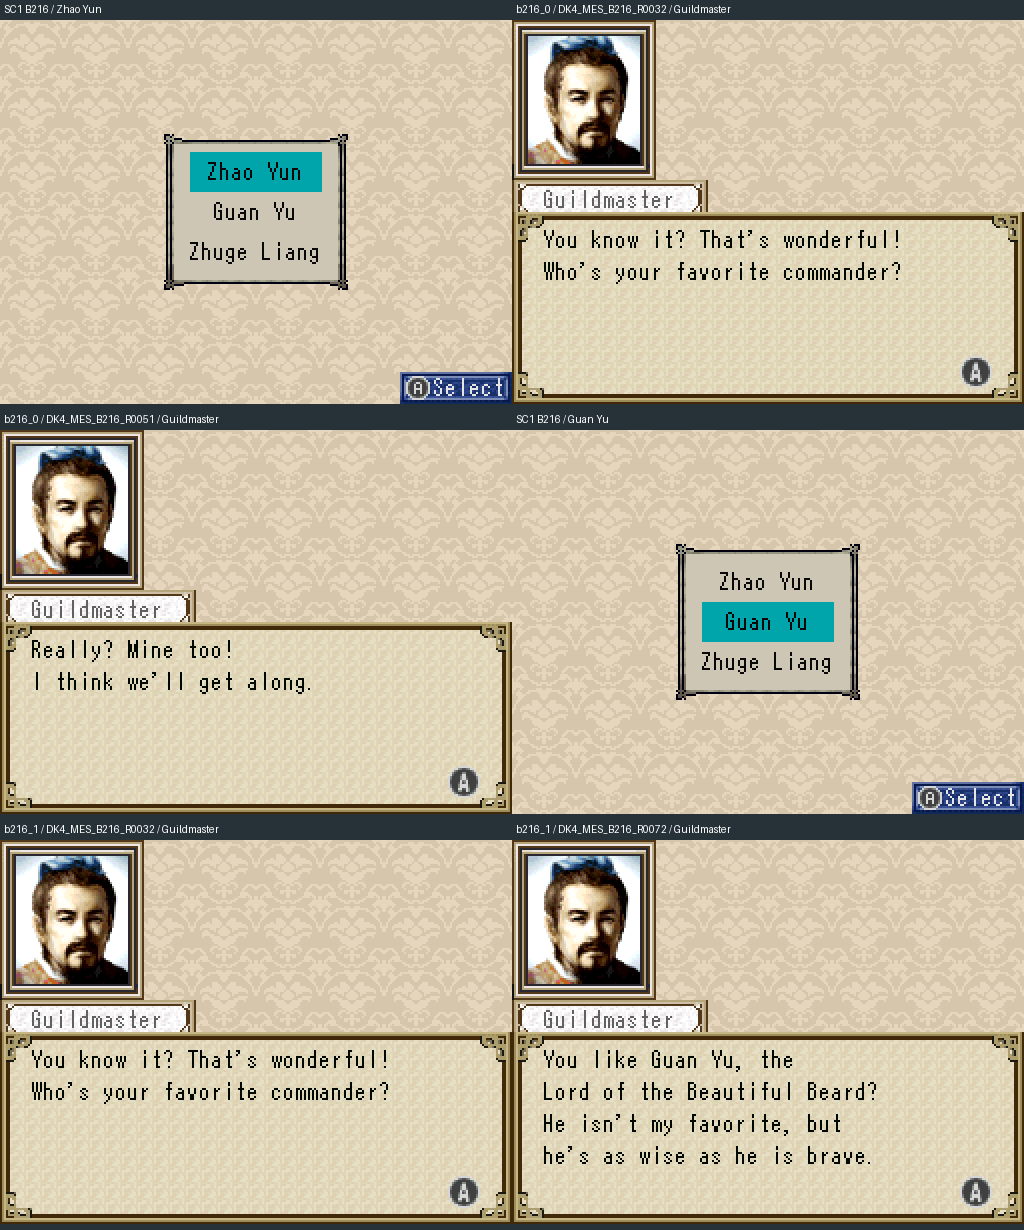 SC1 B216 / Zhao Yun
Zhao Yun
Guan Yu
Zhuge Liang
A Select
b216_0 / DK4_MES_B216_R0032 / Guildmaster
Guildmaster
You know it? That's wonderful!
Who's your favorite commander?
A
b216_0 / DK4_MES_B216_R0051 / Guildmaster
Guildmaster
Really? Mine too!
I think we'll get along.
A
SC1 B216 / Guan Yu
Zhao Yun
Guan Yu
Zhuge Liang
A Select
b216_1 / DK4_MES_B216_R0032 / Guildmaster
Guildmaster
You know it? That's wonderful!
Who's your favorite commander?
A
b216_1 / DK4_MES_B216_R0072 / Guildmaster
Guildmaster
You like Guan Yu, the
Lord of the Beautiful Beard?
He isn't my favorite, but
he's as wise as he is brave.
A